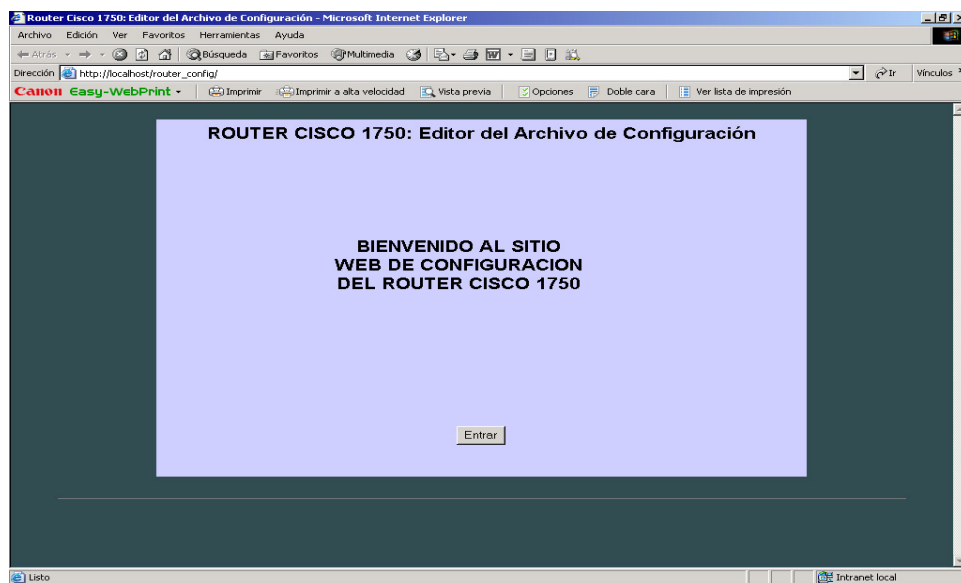 Router Cisco 1750: Editor del Archivo de Configuración - Microsoft Internet Explorer
Archivo Edición Ver Favoritos Herramientas Ayuda
Atrás Búsqueda Favoritos Multimedia
Dirección http://localhost/router_config/ Ir Vínculos
Canon Easy-WebPrint Imprimir Imprimir a alta velocidad Vista previa Opciones Doble cara Ver lista de impresión
ROUTER CISCO 1750: Editor del Archivo de Configuración
BIENVENIDO AL SITIO
WEB DE CONFIGURACION
DEL ROUTER CISCO 1750
Entrar
Listo Intranet local